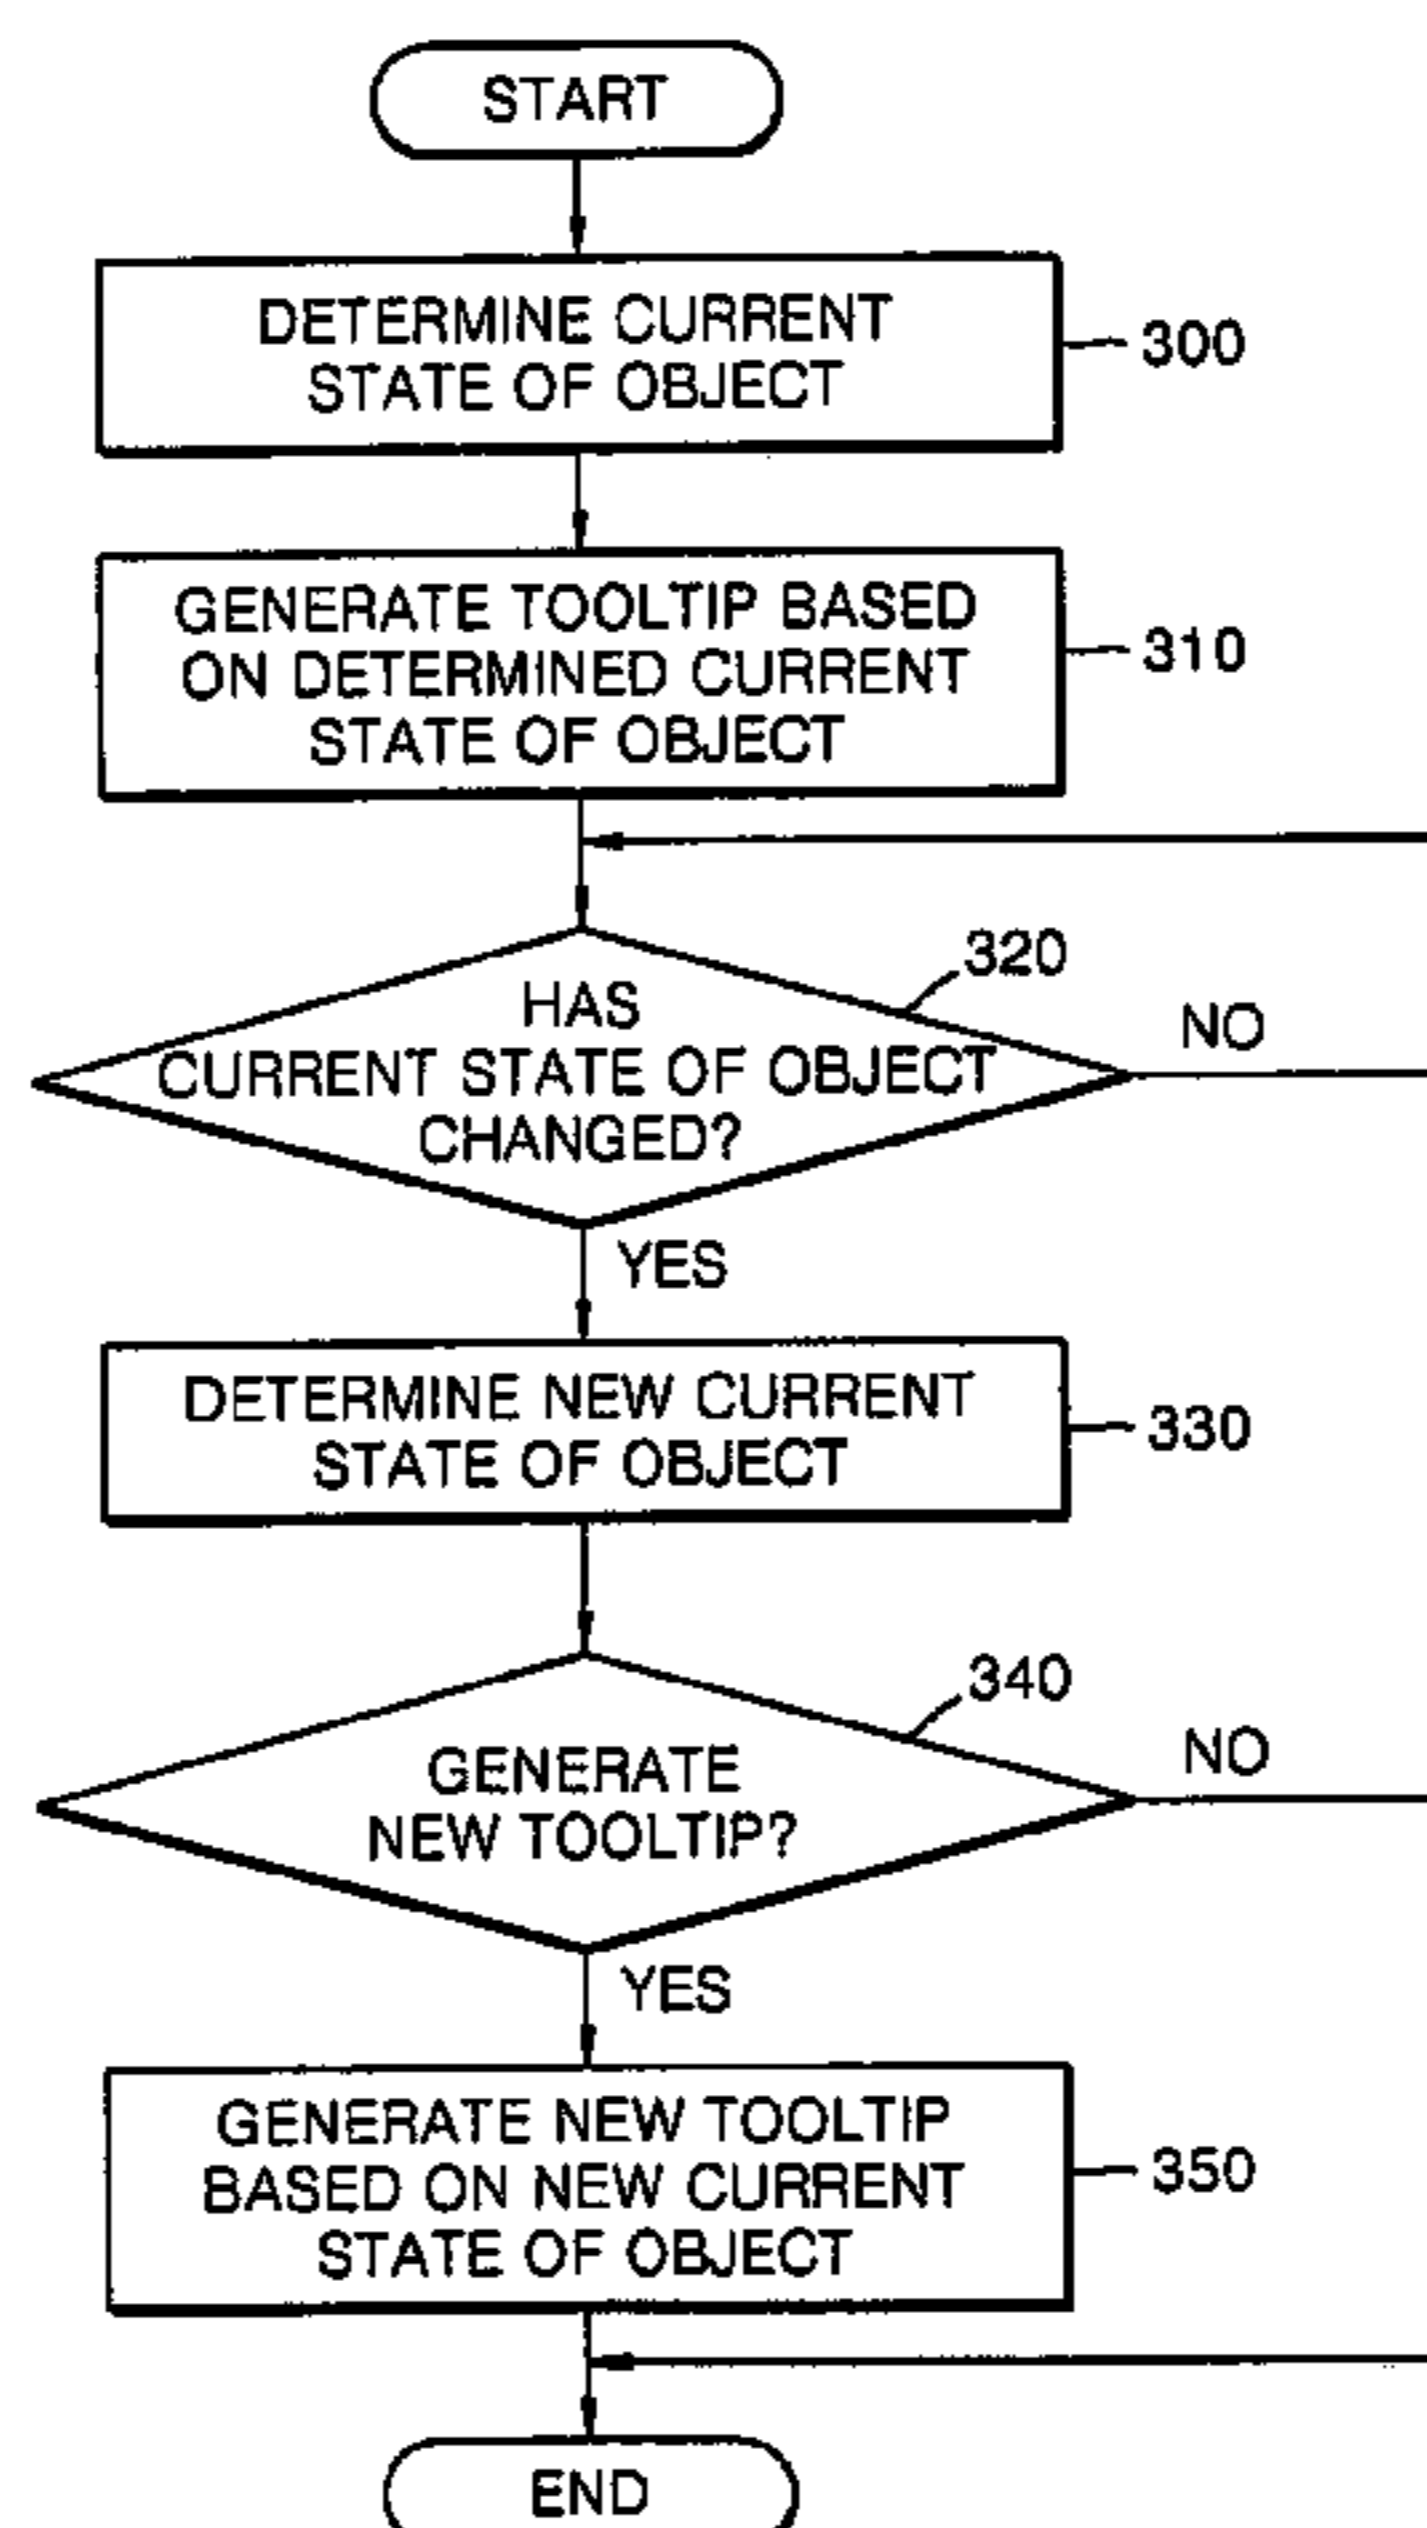 START
DETERMINE CURRENT
STATE OF OBJECT
300
GENERATE TOOLTIP BASED
ON DETERMINED CURRENT
STATE OF OBJECT
310
320
HAS
CURRENT STATE OF OBJECT
CHANGED?
NO
YES
DETERMINE NEW CURRENT
STATE OF OBJECT
330
340
GENERATE
NEW TOOLTIP?
NO
YES
GENERATE NEW TOOLTIP
BASED ON NEW CURRENT
STATE OF OBJECT
350
END